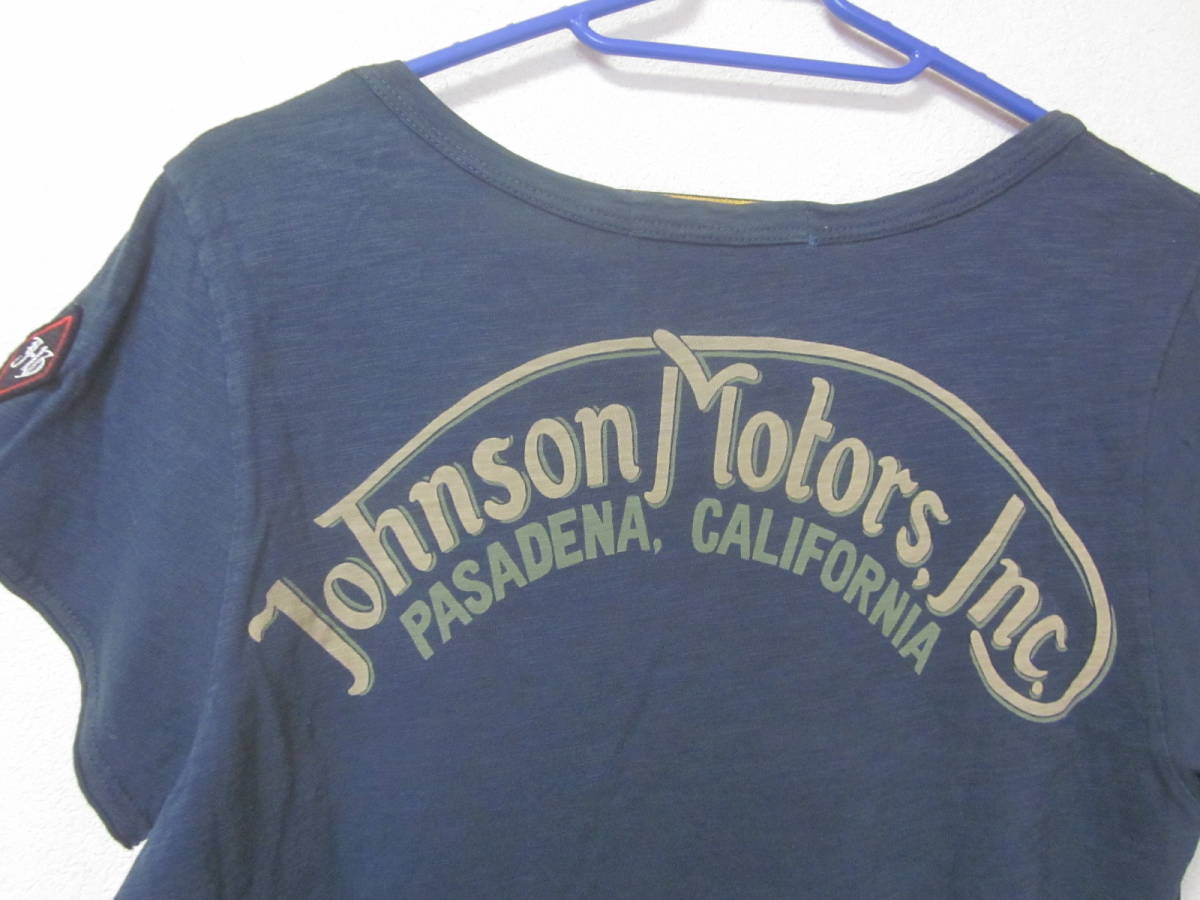 Johnson Motors, Inc.
PASADENA, CALIFORNIA